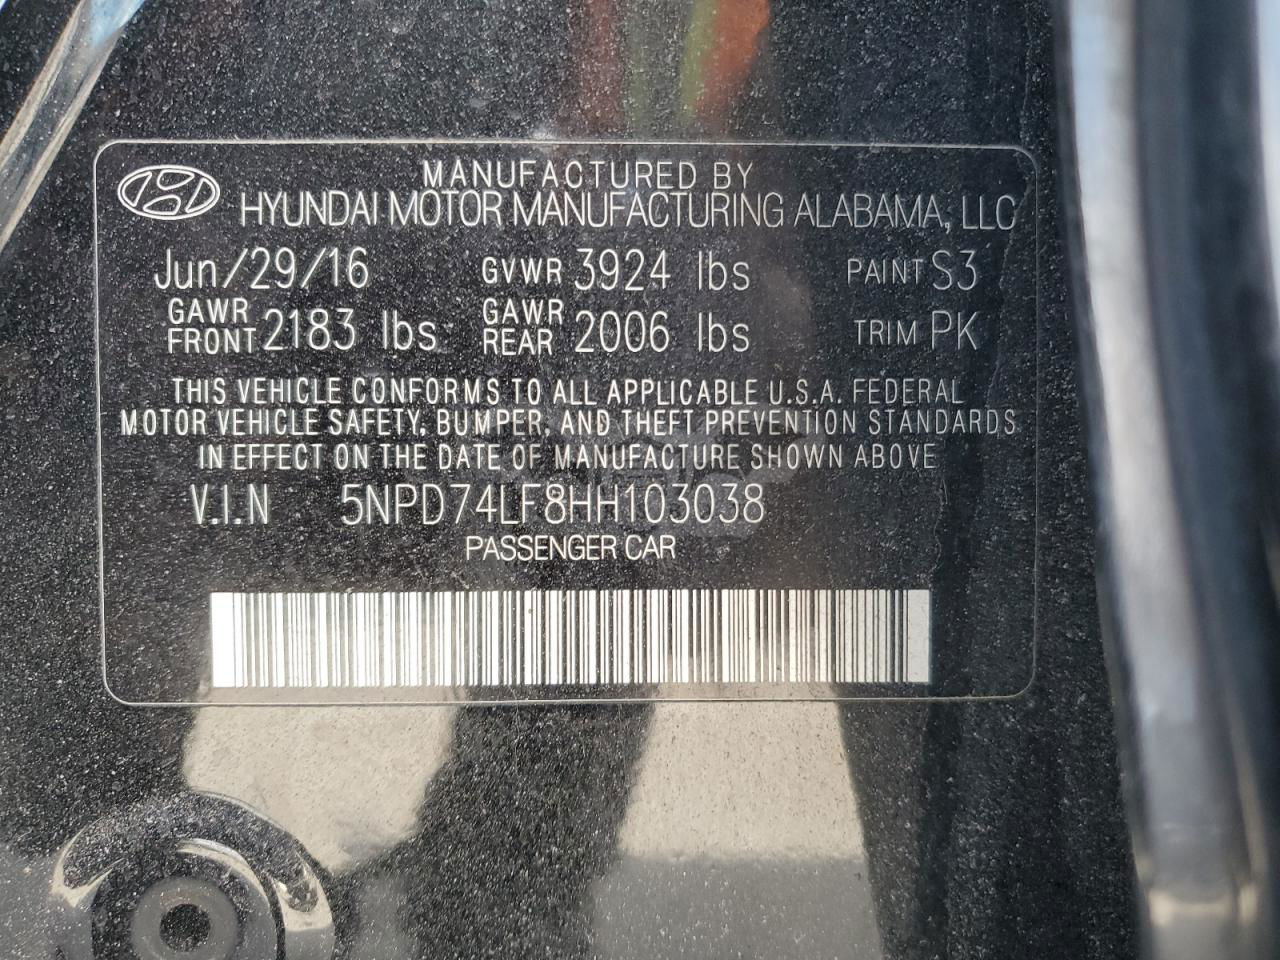 MANUFACTURED BY
HYUNDAI MOTOR MANUFACTURING ALABAMA, LLC
Jun/29/16 GVWR 3924 lbs PAINT S3
GAWR FRONT 2183 lbs GAWR REAR 2006 lbs TRIM PK
THIS VEHICLE CONFORMS TO ALL APPLICABLE U.S.A. FEDERAL
MOTOR VEHICLE SAFETY, BUMPER, AND THEFT PREVENTION STANDARDS
IN EFFECT ON THE DATE OF MANUFACTURE SHOWN ABOVE
V.I.N 5NPD74LF8HH103038
PASSENGER CAR